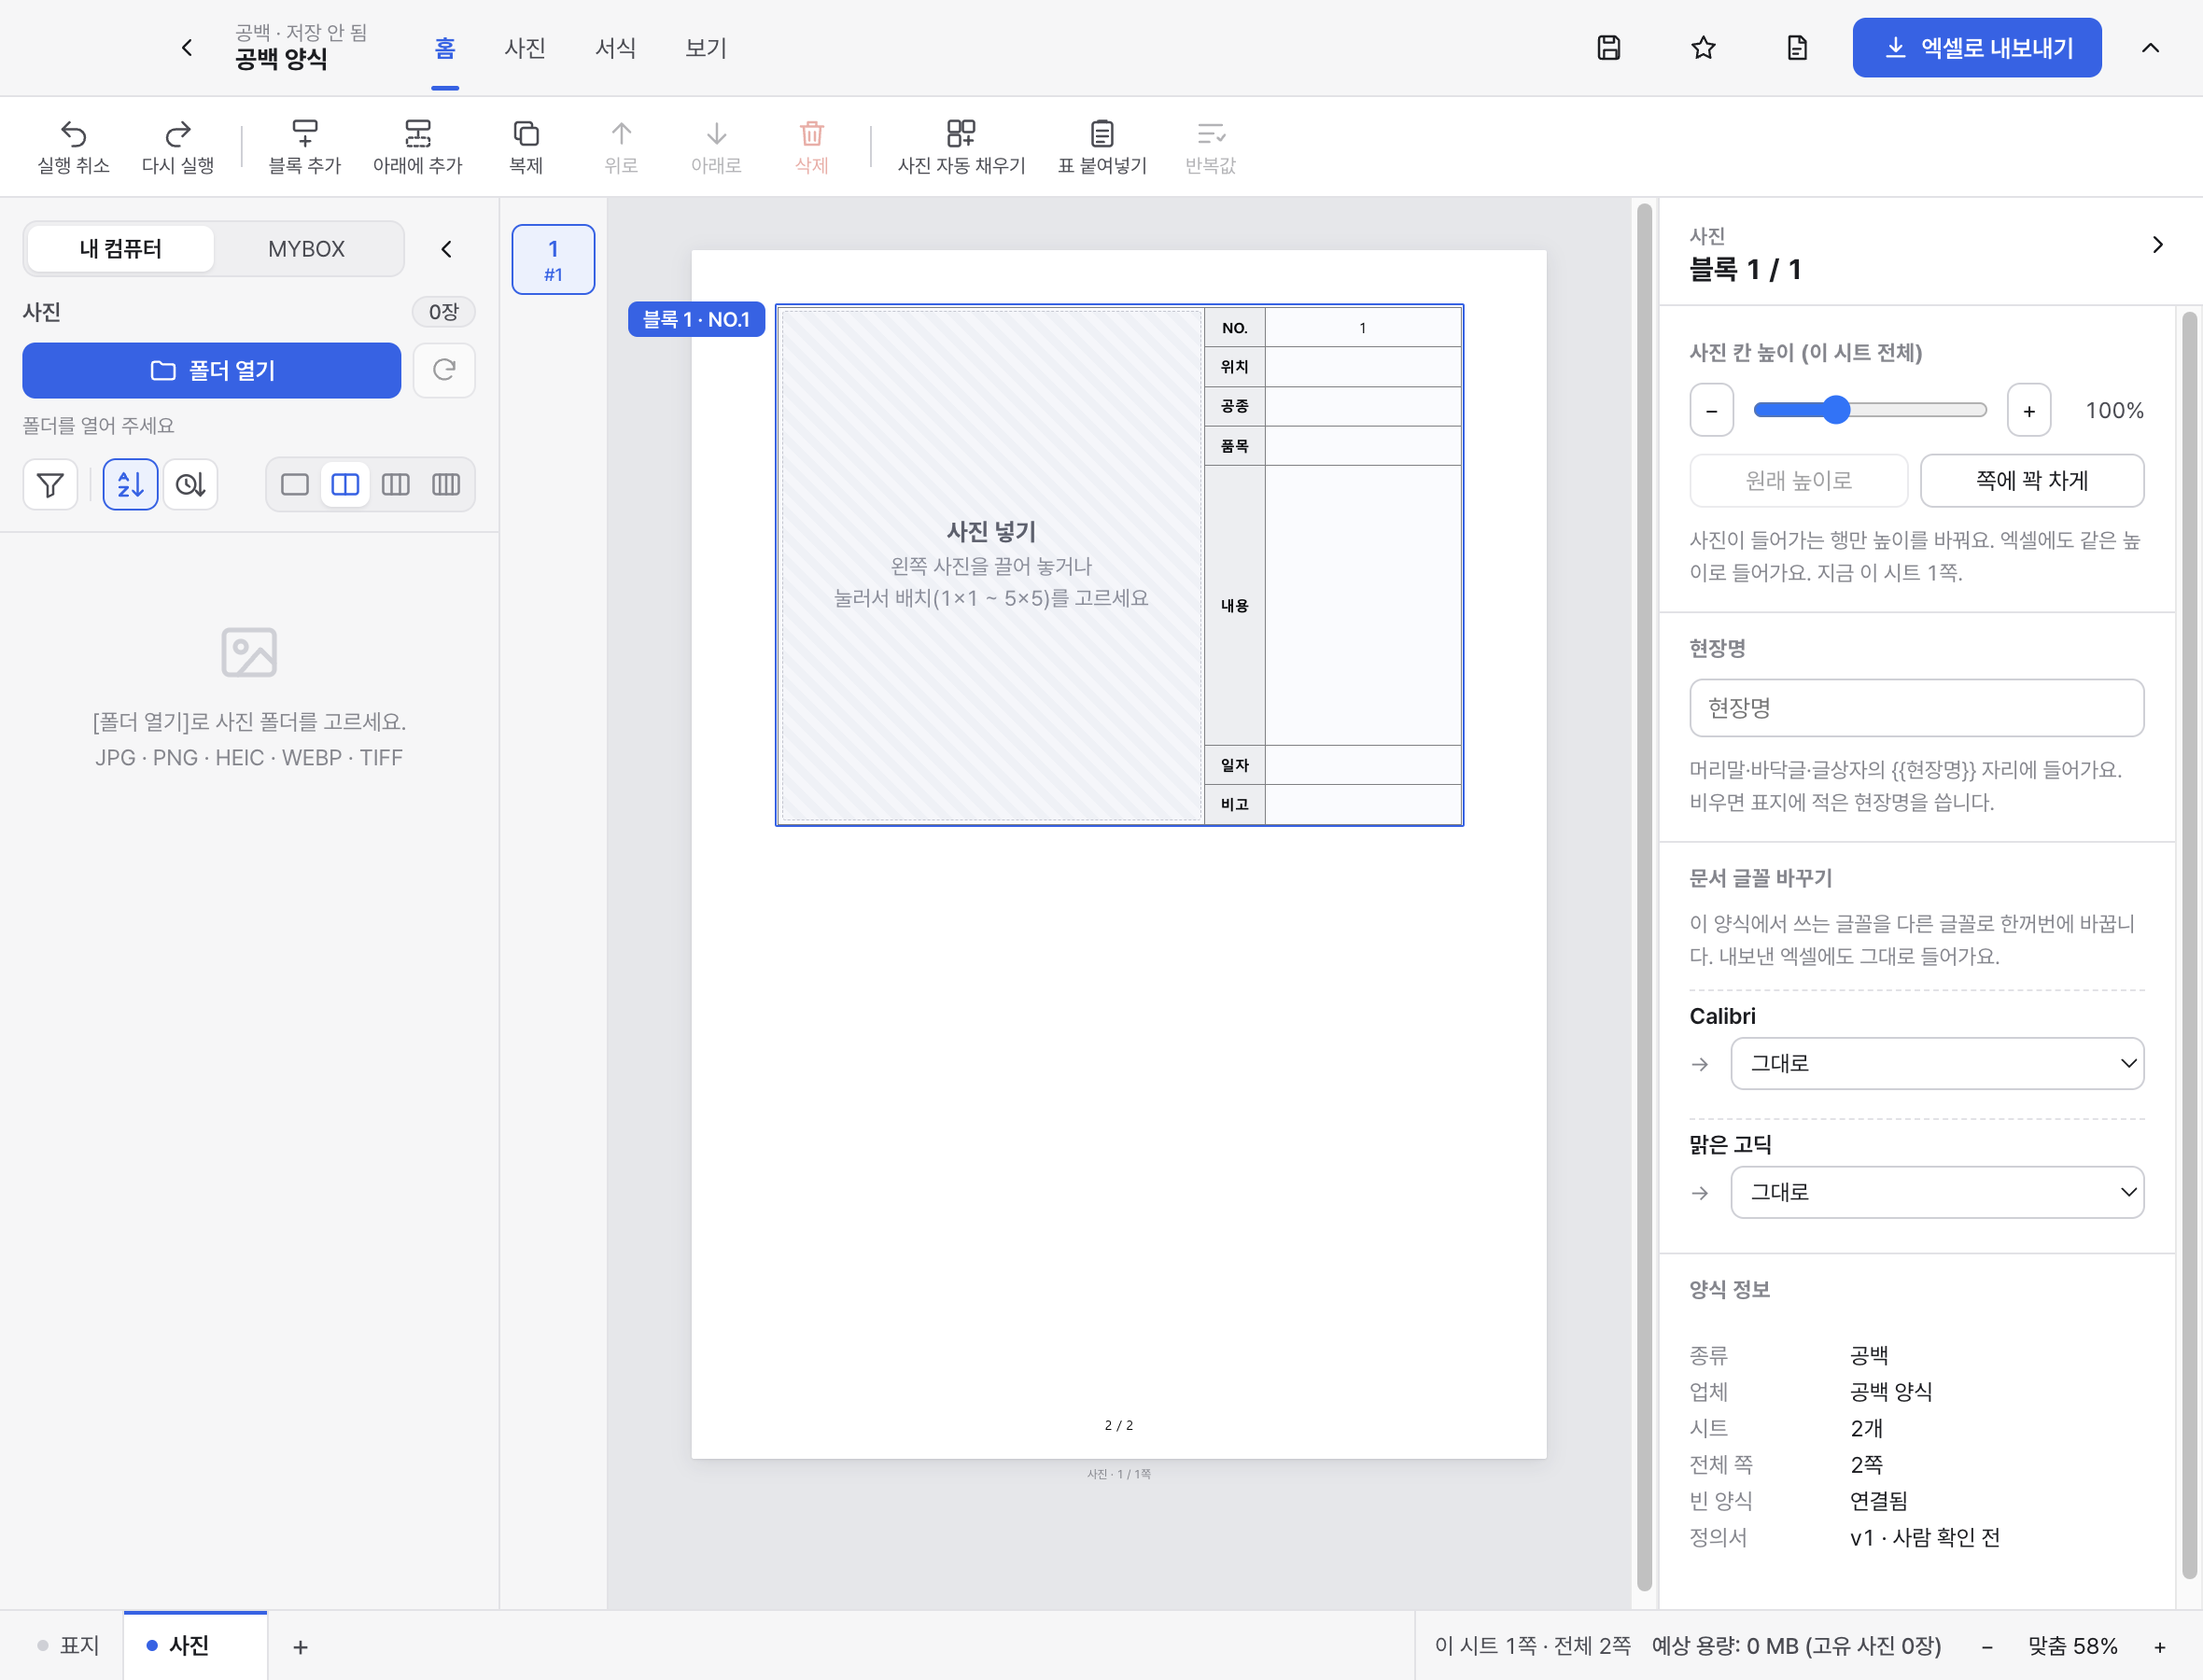 공백 · 저장 안 됨
공백 양식
홈
사진
서식
보기
엑셀로 내보내기
실행 취소
다시 실행
블록 추가
아래에 추가
복제
위로
아래로
삭제
사진 자동 채우기
표 붙여넣기
반복값
내 컴퓨터
MYBOX
사진
0장
폴더 열기
폴더를 열어 주세요
A
Z
[폴더 열기]로 사진 폴더를 고르세요.
JPG · PNG · HEIC · WEBP · TIFF
1
#1
블록 1 · NO.1
사진 넣기
왼쪽 사진을 끌어 놓거나
눌러서 배치(1×1 ~ 5×5)를 고르세요
NO.
1
위치
공종
품목
내용
일자
비고
2 / 2
사진 · 1 / 1쪽
사진
블록 1 / 1
사진 칸 높이 (이 시트 전체)
−
+
100%
원래 높이로
쪽에 꽉 차게
사진이 들어가는 행만 높이를 바꿔요. 엑셀에도 같은 높
이로 들어가요. 지금 이 시트 1쪽.
현장명
현장명
머리말·바닥글·글상자의 {{현장명}} 자리에 들어가요.
비우면 표지에 적은 현장명을 씁니다.
문서 글꼴 바꾸기
이 양식에서 쓰는 글꼴을 다른 글꼴로 한꺼번에 바꿉니
다. 내보낸 엑셀에도 그대로 들어가요.
Calibri
→ 그대로
맑은 고딕
→ 그대로
양식 정보
종류 공백
업체 공백 양식
시트 2개
전체 쪽 2쪽
빈 양식 연결됨
정의서 v1 · 사람 확인 전
표지
사진
+
이 시트 1쪽 · 전체 2쪽
예상 용량: 0 MB (고유 사진 0장)
−
맞춤 58%
+